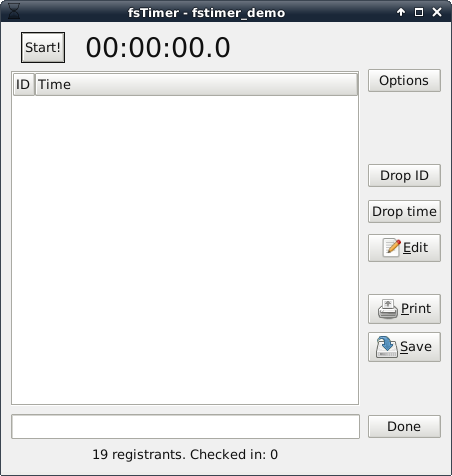 fsTimer - fstimer_demo
Start! 00:00:00.0
ID Time
Options
Drop ID
Drop time
Edit
Print
Save
Done
19 registrants. Checked in: 0